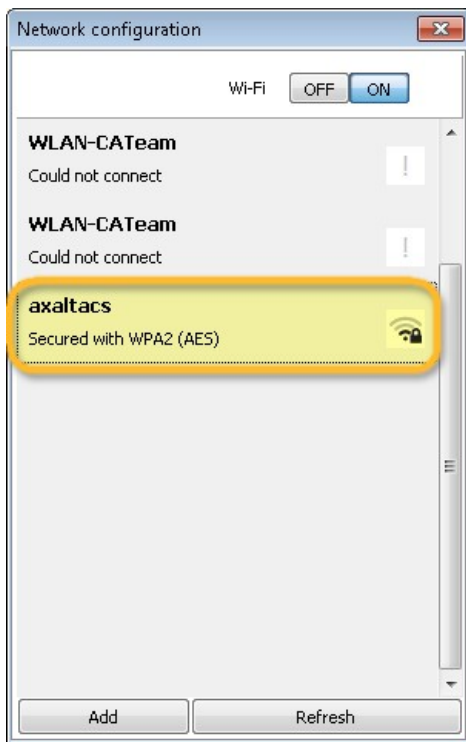 Network configuration
Wi-Fi OFF ON
WLAN-CATeam
Could not connect
WLAN-CATeam
Could not connect
axaltacs
Secured with WPA2 (AES)
Add Refresh